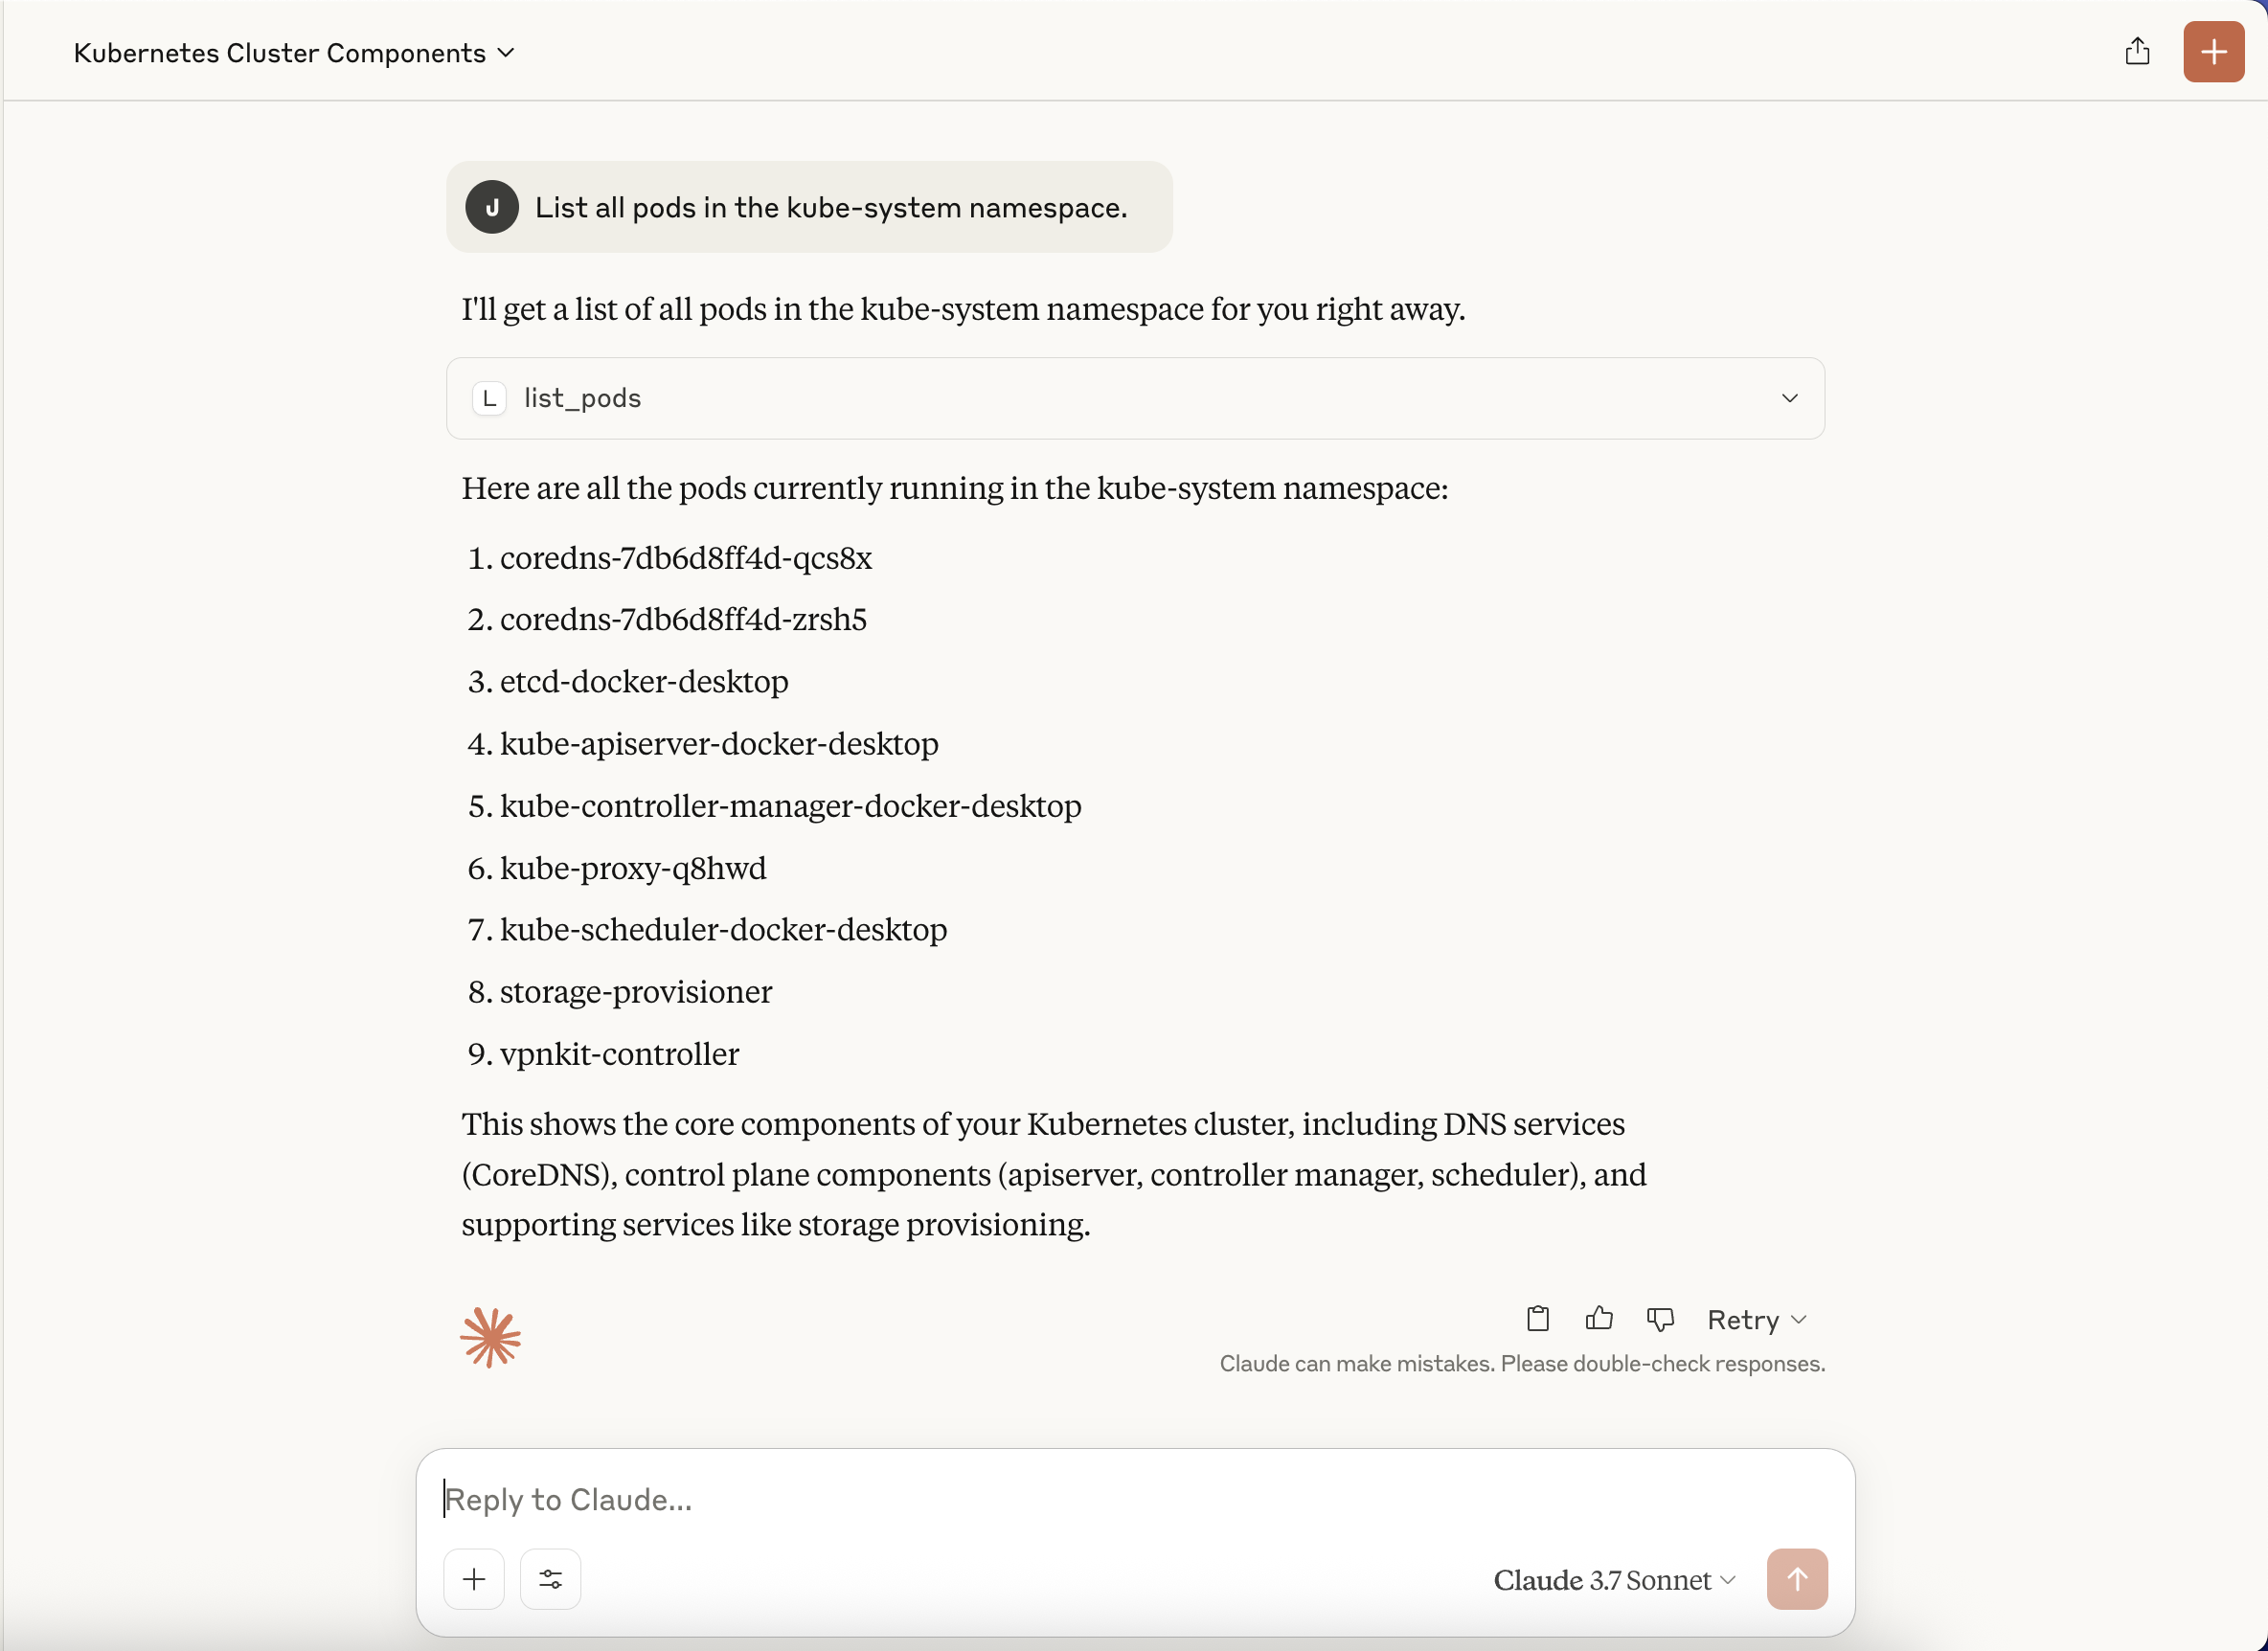 Kubernetes Cluster Components
J
List all pods in the kube-system namespace.
I'll get a list of all pods in the kube-system namespace for you right away.
L list_pods
Here are all the pods currently running in the kube-system namespace:
1. coredns-7db6d8ff4d-qcs8x
2. coredns-7db6d8ff4d-zrsh5
3. etcd-docker-desktop
4. kube-apiserver-docker-desktop
5. kube-controller-manager-docker-desktop
6. kube-proxy-q8hwd
7. kube-scheduler-docker-desktop
8. storage-provisioner
9. vpnkit-controller
This shows the core components of your Kubernetes cluster, including DNS services
(CoreDNS), control plane components (apiserver, controller manager, scheduler), and
supporting services like storage provisioning.
Retry
Claude can make mistakes. Please double-check responses.
Reply to Claude...
Claude 3.7 Sonnet